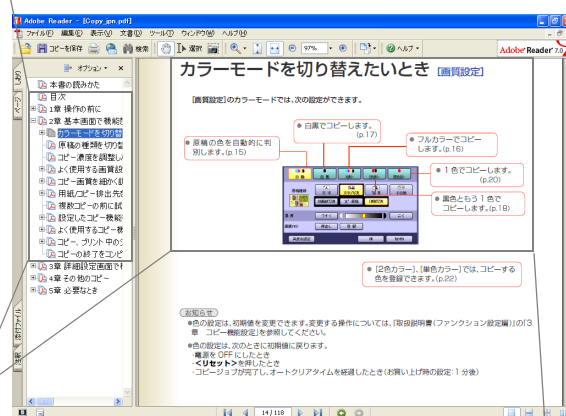 Adobe Reader - [Copy_jpn.pdf]
ファイル(F) 編集(E) 表示(V) 文書(D) ツール(T) ウィンドウ(W) ヘルプ(H)
コピーを保存 検索 選択 97% ヘルプ Adobe Reader 7.0
オプション
しおり
ページ
添付ファイル
注釈
本書の読みかた
目次
1章 操作の前に
2章 基本画面で機能を
カラーモードを切り替
原稿の種類を切り替
コピー濃度を調整し
よく使用する画質設
コピー画質を細かく調
用紙/コピー排出先を
複数コピーの前に試
設定したコピー機能
よく使用するコピー機
コピー、プリント中の
コピーの終了をコンピ
3章 詳細設定画面で
4章 その他のコピー
5章 必要なとき
カラーモードを切り替えたいとき [画質設定]
[画質設定]のカラーモードでは、次の設定ができます。
● 白黒でコピーします。
(p.17)
● 原稿の色を自動的に判
別します。(p.15)
● フルカラーでコピー
します。(p.16)
● 1色でコピーします。
(p.20)
● 黒色ともう1色で
コピーします。(p.18)
● [2色カラー]、[単色カラー]では、コピーする
色を登録できます。(p.22)
お知らせ
●色の設定は、初期値を変更できます。変更する操作については、『取扱説明書(ファンクション設定編)』の「3
章 コピー機能設定」を参照してください。
●色の設定は、次のときに初期値に戻ります。
・電源を OFF にしたとき
・<リセット>を押したとき
・コピージョブが完了し、オートクリアタイムを経過したとき(お買い上げ時の設定:1分後)
14/118